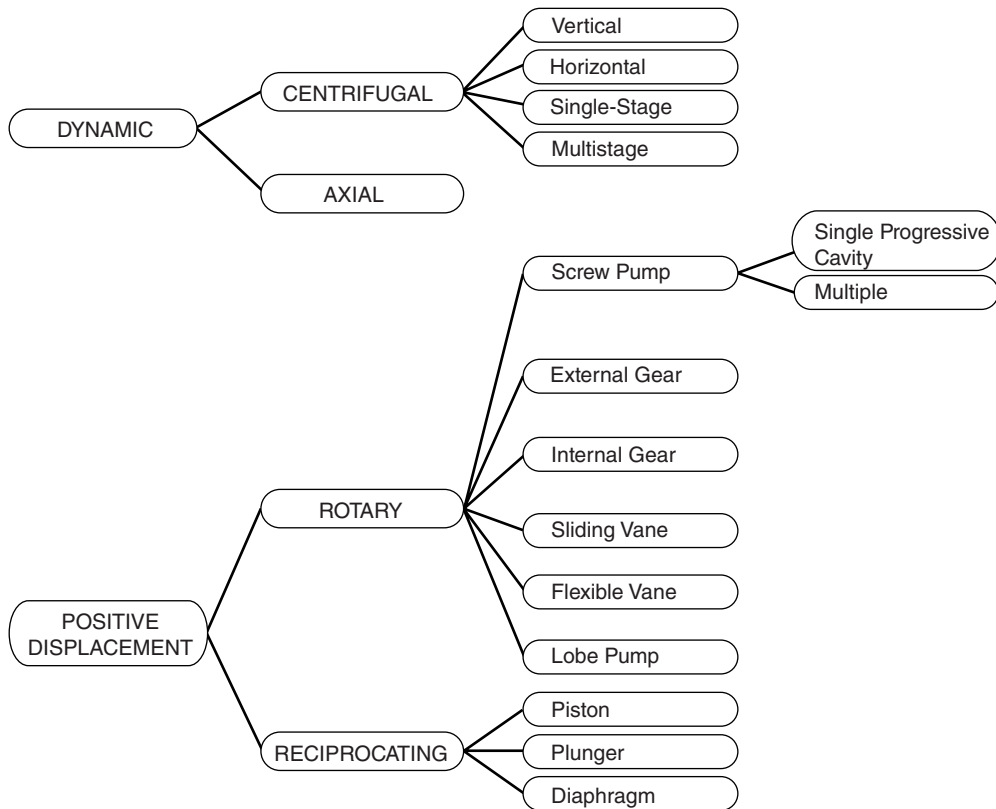 DYNAMIC
CENTRIFUGAL
Vertical
Horizontal
Single-Stage
Multistage
AXIAL
POSITIVE
DISPLACEMENT
ROTARY
Screw Pump
Single Progressive
Cavity
Multiple
External Gear
Internal Gear
Sliding Vane
Flexible Vane
Lobe Pump
RECIPROCATING
Piston
Plunger
Diaphragm